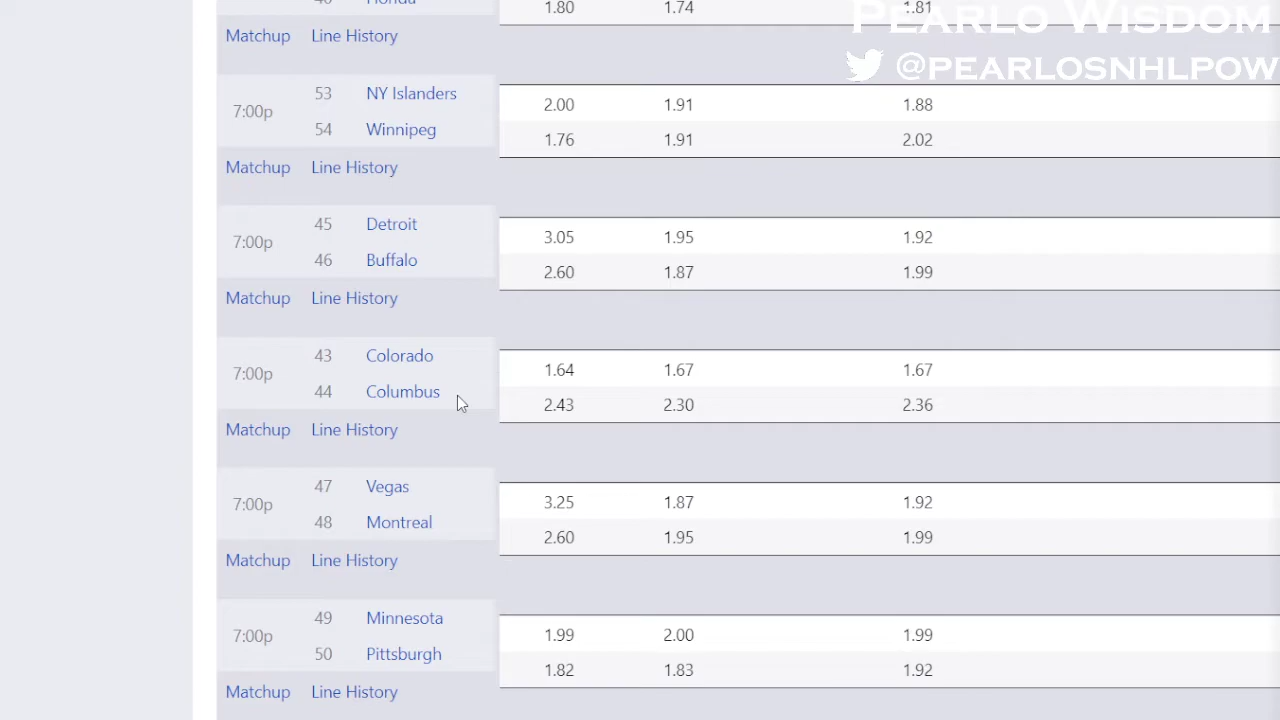 1.80 1.74 1.81
PEARLO WISDOM
@PEARLOSNHLPOW
Matchup Line History
7:00p
53 NY Islanders 2.00 1.91 1.88
54 Winnipeg 1.76 1.91 2.02
Matchup Line History
7:00p
45 Detroit 3.05 1.95 1.92
46 Buffalo 2.60 1.87 1.99
Matchup Line History
7:00p
43 Colorado 1.64 1.67 1.67
44 Columbus 2.43 2.30 2.36
Matchup Line History
7:00p
47 Vegas 3.25 1.87 1.92
48 Montreal 2.60 1.95 1.99
Matchup Line History
7:00p
49 Minnesota 1.99 2.00 1.99
50 Pittsburgh 1.82 1.83 1.92
Matchup Line History